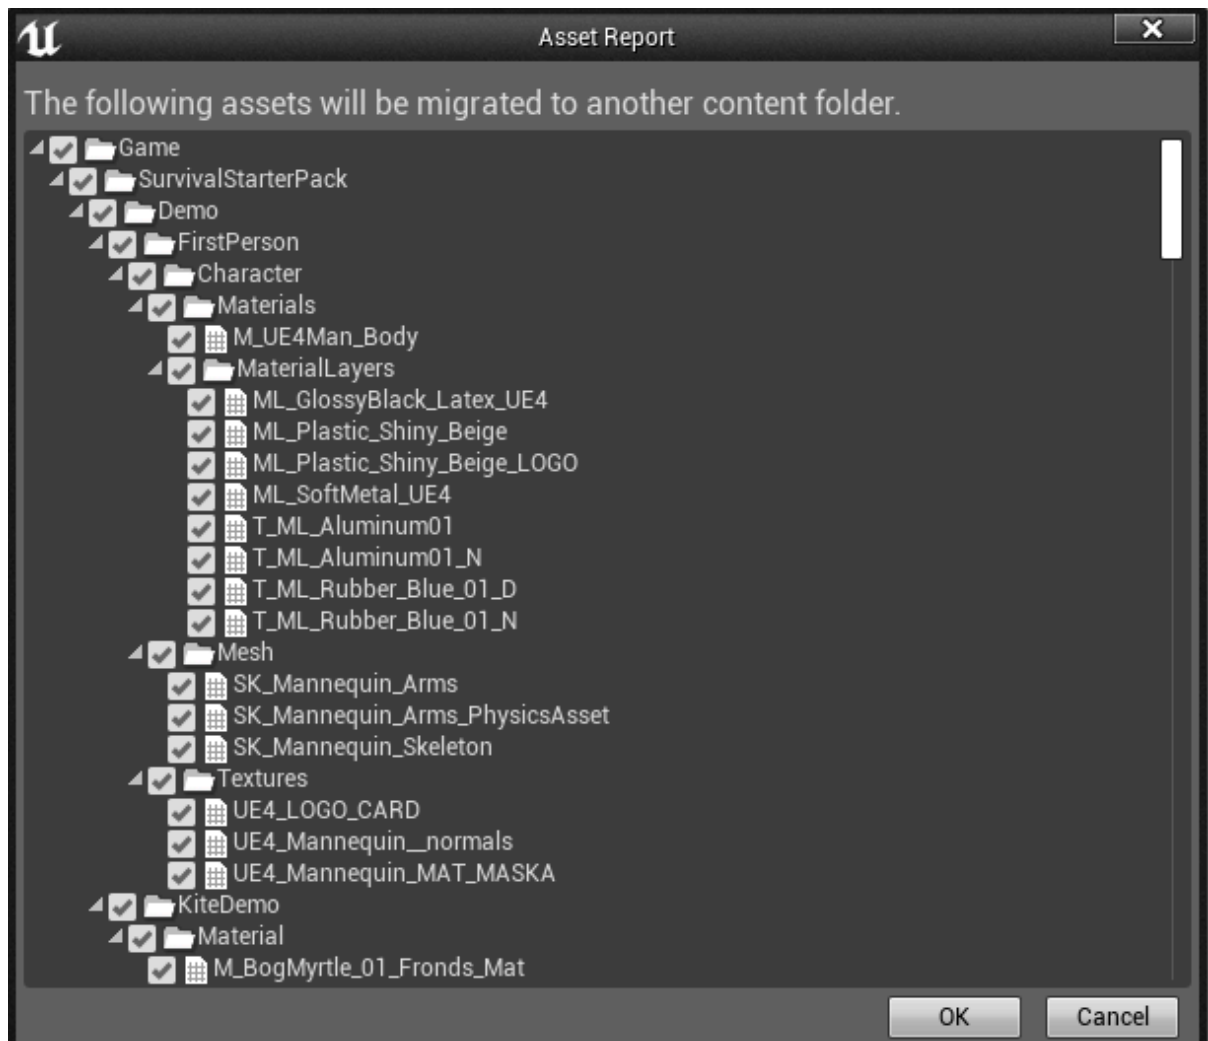 Asset Report
The following assets will be migrated to another content folder.
Game
SurvivalStarterPack
Demo
FirstPerson
Character
Materials
M_UE4Man_Body
MaterialLayers
ML_GlossyBlack_Latex_UE4
ML_Plastic_Shiny_Beige
ML_Plastic_Shiny_Beige_LOGO
ML_SoftMetal_UE4
T_ML_Aluminum01
T_ML_Aluminum01_N
T_ML_Rubber_Blue_01_D
T_ML_Rubber_Blue_01_N
Mesh
SK_Mannequin_Arms
SK_Mannequin_Arms_PhysicsAsset
SK_Mannequin_Skeleton
Textures
UE4_LOGO_CARD
UE4_Mannequin__normals
UE4_Mannequin_MAT_MASKA
KiteDemo
Material
M_BogMyrtle_01_Fronds_Mat
OK Cancel